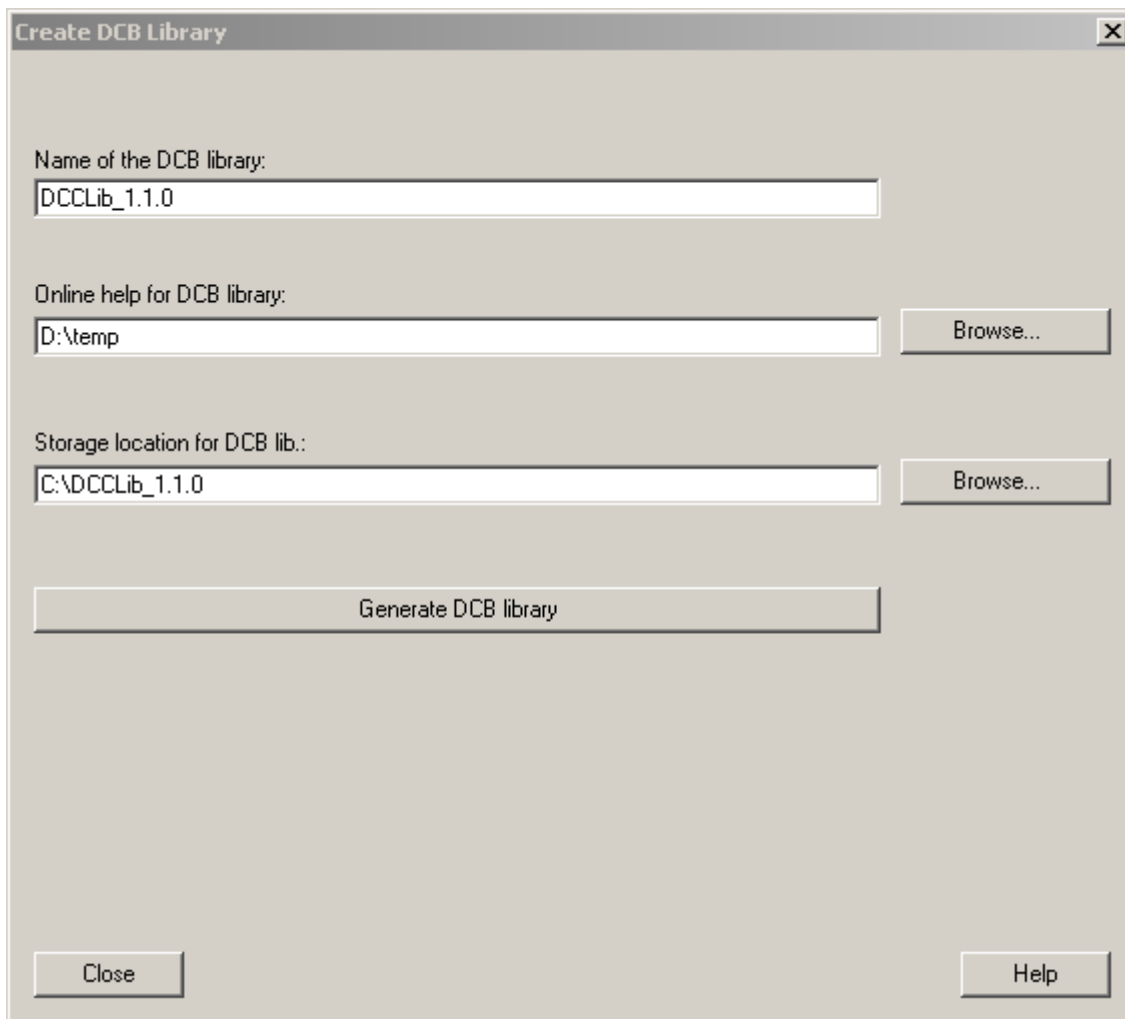 Create DCB Library
Name of the DCB library:
DCCLib_1.1.0
Online help for DCB library:
D:\temp
Browse...
Storage location for DCB lib.:
C:\DCCLib_1.1.0
Browse...
Generate DCB library
Close
Help